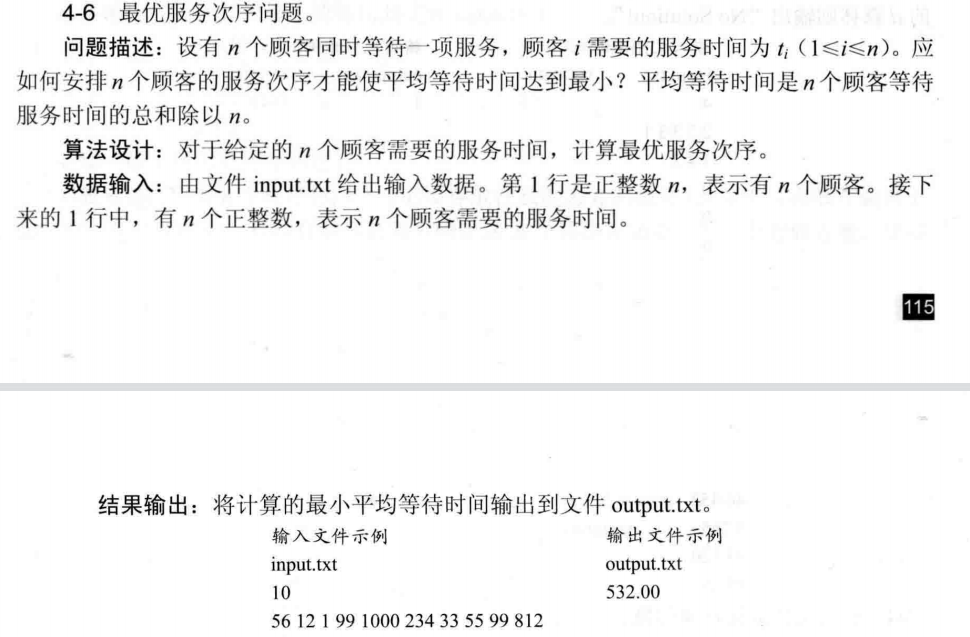 4-6 最优服务次序问题。
问题描述：设有 n 个顾客同时等待一项服务，顾客 i 需要的服务时间为 tᵢ（1≤i≤n）。应
如何安排 n 个顾客的服务次序才能使平均等待时间达到最小？平均等待时间是 n 个顾客等待
服务时间的总和除以 n。
算法设计：对于给定的 n 个顾客需要的服务时间，计算最优服务次序。
数据输入：由文件 input.txt 给出输入数据。第 1 行是正整数 n，表示有 n 个顾客。接下
来的 1 行中，有 n 个正整数，表示 n 个顾客需要的服务时间。
115
结果输出：将计算的最小平均等待时间输出到文件 output.txt。
输入文件示例 输出文件示例
input.txt output.txt
10 532.00
56 12 1 99 1000 234 33 55 99 812